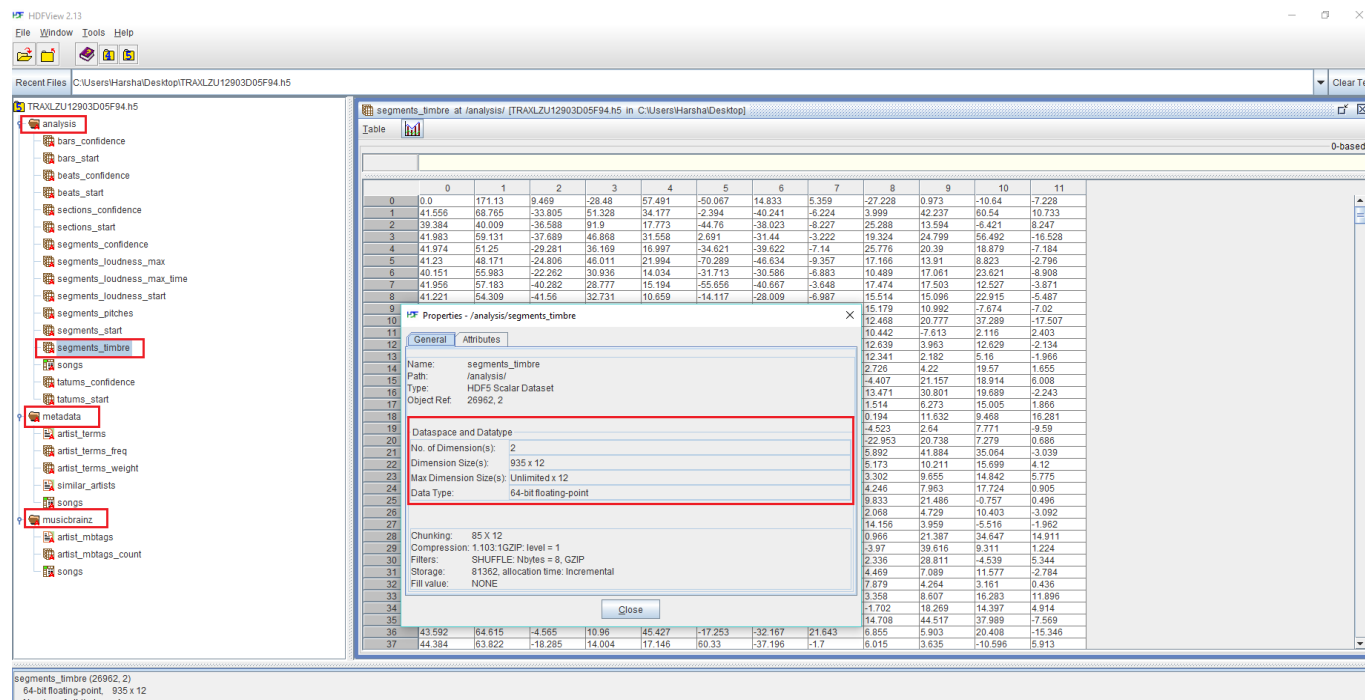 HDFView 2.13
File Window Tools Help
Recent Files C:\Users\Harsha\Desktop\TRAXLZU12903D05F94.h5 Clear Te
TRAXLZU12903D05F94.h5
analysis
bars_confidence
bars_start
beats_confidence
beats_start
sections_confidence
sections_start
segments_confidence
segments_loudness_max
segments_loudness_max_time
segments_loudness_start
segments_pitches
segments_start
segments_timbre
songs
tatums_confidence
tatums_start
metadata
artist_terms
artist_terms_freq
artist_terms_weight
similar_artists
songs
musicbrainz
artist_mbtags
artist_mbtags_count
songs
segments_timbre at /analysis/ [TRAXLZU12903D05F94.h5 in C:\Users\Harsha\Desktop]
Table
0-based
0 1 2 3 4 5 6 7 8 9 10 11
0 0.0 171.13 9.469 -28.48 57.491 -50.067 14.833 5.359 -27.228 0.973 -10.64 -7.228
1 41.556 68.765 -33.805 51.328 34.177 -2.394 -40.241 -6.224 3.999 42.237 60.54 10.733
2 39.384 40.009 -36.588 91.9 17.773 -44.76 -38.023 -8.227 25.288 13.594 -6.421 8.247
3 41.983 59.131 -37.689 46.868 31.558 2.691 -31.44 -3.222 19.324 24.799 56.492 -16.528
4 41.974 51.25 -29.281 36.169 16.997 -34.621 -39.622 -7.14 25.776 20.39 18.879 -7.184
5 41.23 48.171 -24.806 46.011 21.994 -70.289 -46.634 -9.357 17.166 13.91 8.823 -2.796
6 40.151 55.983 -22.262 30.936 14.034 -31.713 -30.586 -6.883 10.489 17.061 23.621 -8.908
7 41.956 57.183 -40.282 28.777 15.194 -55.656 -40.667 -3.648 17.474 17.503 12.527 -3.871
8 41.221 54.309 -41.56 32.731 10.659 -14.117 -28.009 -6.987 15.514 15.096 22.915 -5.487
9 15.179 10.992 -7.674 -7.02
10 12.468 20.777 37.289 -17.507
11 10.442 -7.613 2.116 2.403
12 12.639 3.963 12.629 -2.134
13 12.341 2.182 5.16 -1.966
14 2.726 4.22 19.57 1.655
15 -4.407 21.157 18.914 6.008
16 13.471 30.801 19.689 -2.243
17 1.514 6.273 15.005 1.866
18 0.194 11.632 9.468 16.281
19 -4.523 2.64 7.771 -9.59
20 -22.953 20.738 7.279 0.686
21 5.892 41.884 35.064 -3.039
22 5.173 10.211 15.699 4.12
23 3.302 9.655 14.842 5.775
24 4.246 7.963 17.724 0.905
25 9.833 21.486 -0.757 0.496
26 2.068 4.729 10.403 -3.092
27 14.156 3.959 -5.516 -1.962
28 0.966 21.387 34.647 14.911
29 -3.97 39.616 9.311 1.224
30 2.336 28.811 -4.539 5.344
31 4.469 7.089 11.577 -2.784
32 7.879 4.264 3.161 0.436
33 3.358 8.607 16.283 11.896
34 -1.702 18.269 14.397 4.914
35 14.708 44.517 37.989 -7.569
36 43.592 64.615 -4.565 10.96 45.427 -17.253 -32.167 21.643 6.855 5.903 20.408 -15.346
37 44.384 63.822 -18.285 14.004 17.146 60.33 -37.196 -1.7 6.015 3.635 -10.596 5.913
Properties - /analysis/segments_timbre
General Attributes
Name: segments_timbre
Path: /analysis/
Type: HDF5 Scalar Dataset
Object Ref: 26962, 2
Dataspace and Datatype
No. of Dimension(s): 2
Dimension Size(s): 935 x 12
Max Dimension Size(s): Unlimited x 12
Data Type: 64-bit floating-point
Chunking: 85 X 12
Compression: 1.103:1GZIP: level = 1
Filters: SHUFFLE: Nbytes = 8, GZIP
Storage: 81362, allocation time: Incremental
Fill value: NONE
Close
segments_timbre (26962, 2)
64-bit floating-point, 935 x 12